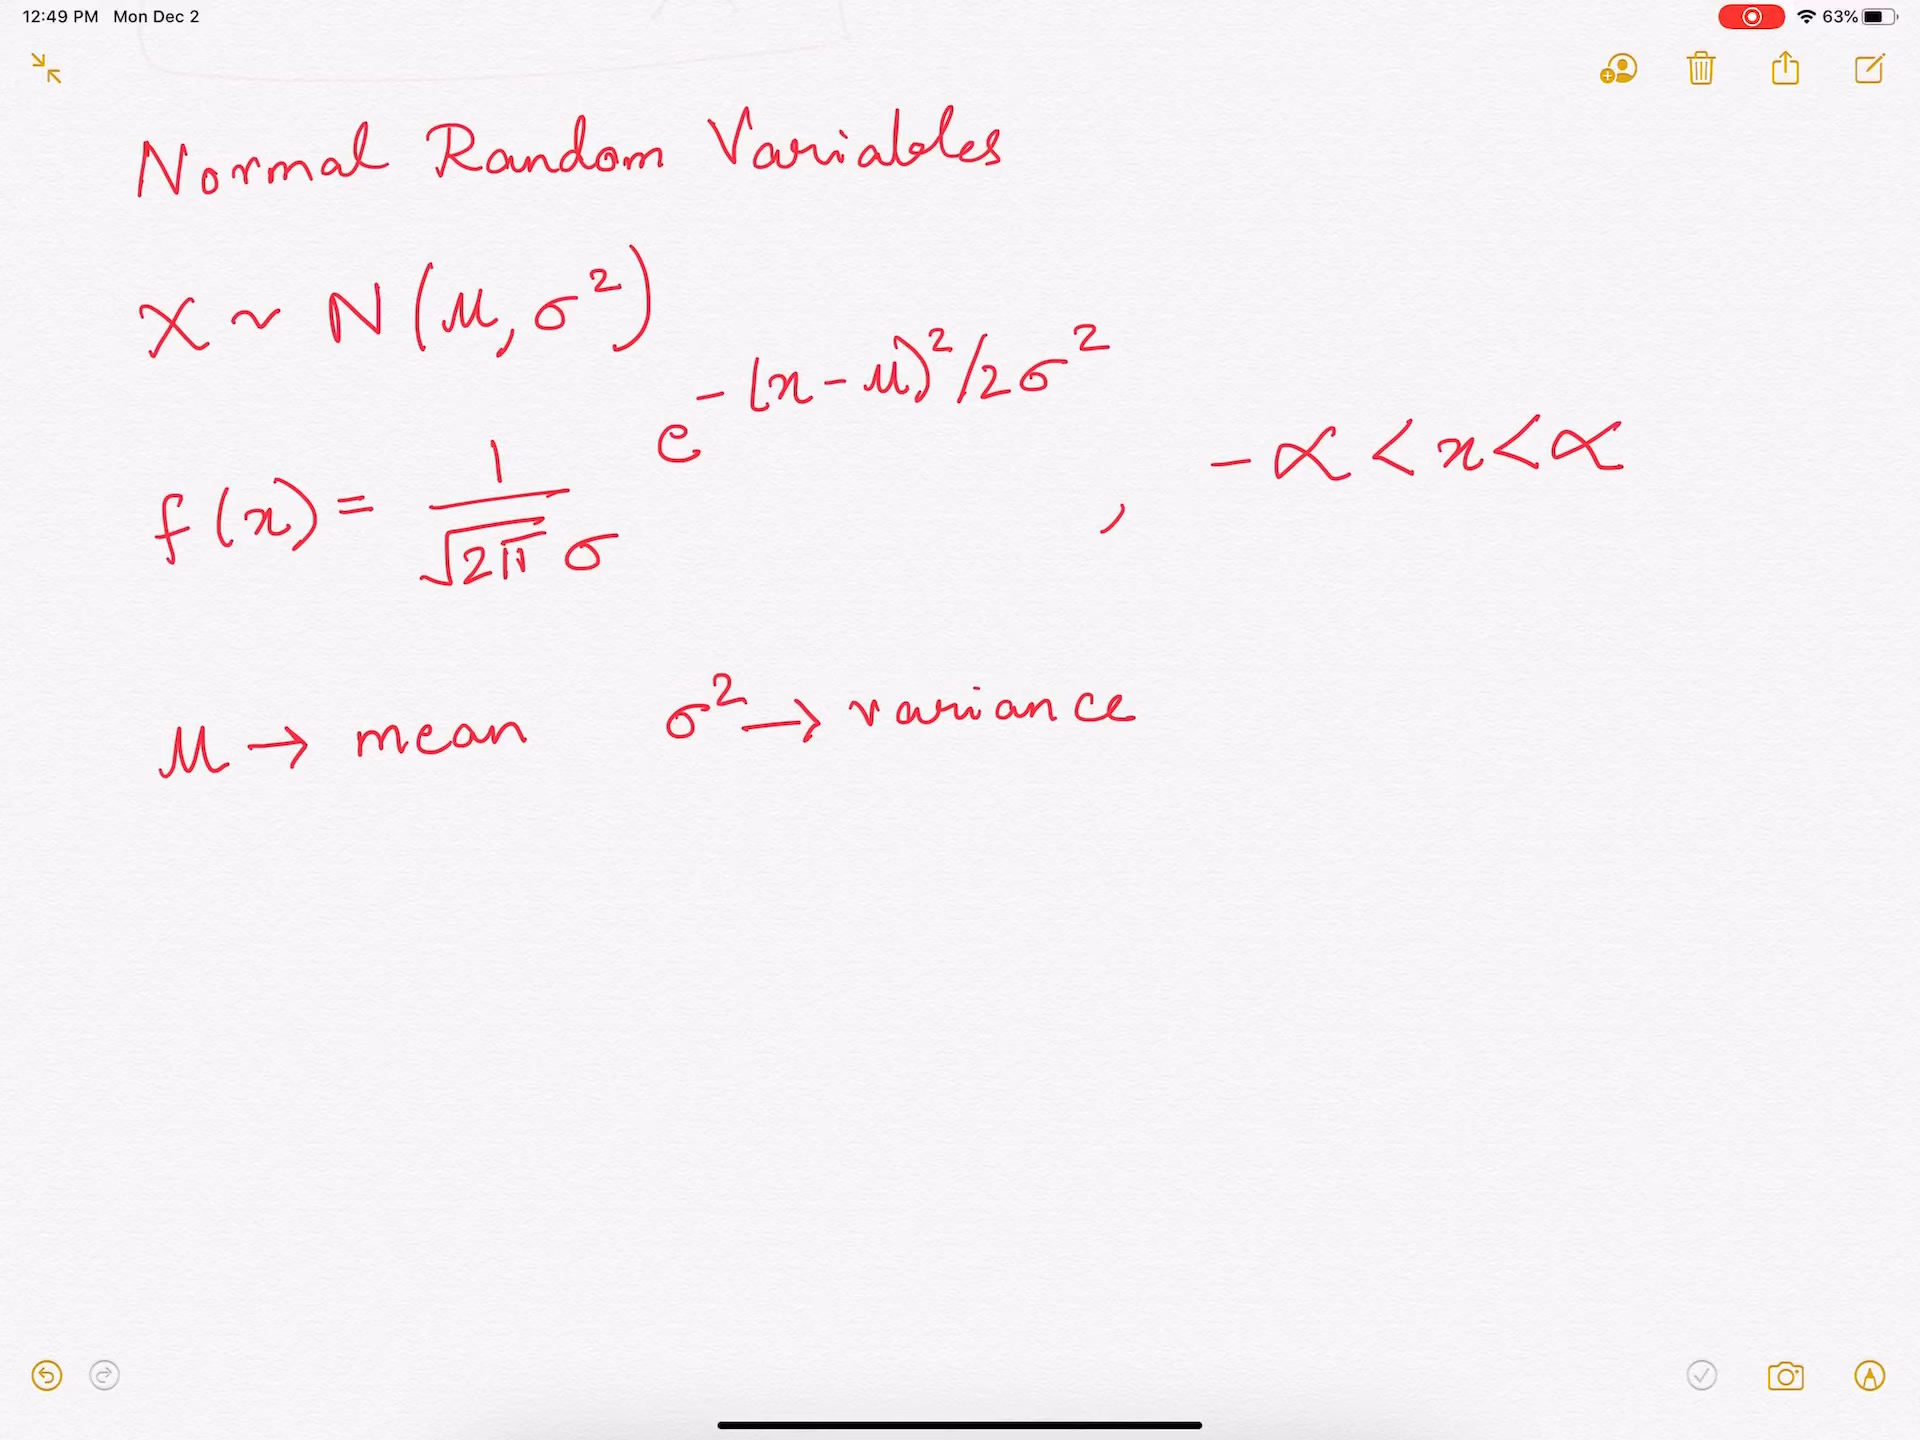 12:49 PM Mon Dec 2 63%
Normal Random Variables
X ~ N(μ, σ²)
f(x) = 1/(√2π σ) e^(-(x-μ)²/2σ²) , -∝ < x < ∝
μ → mean σ² → variance